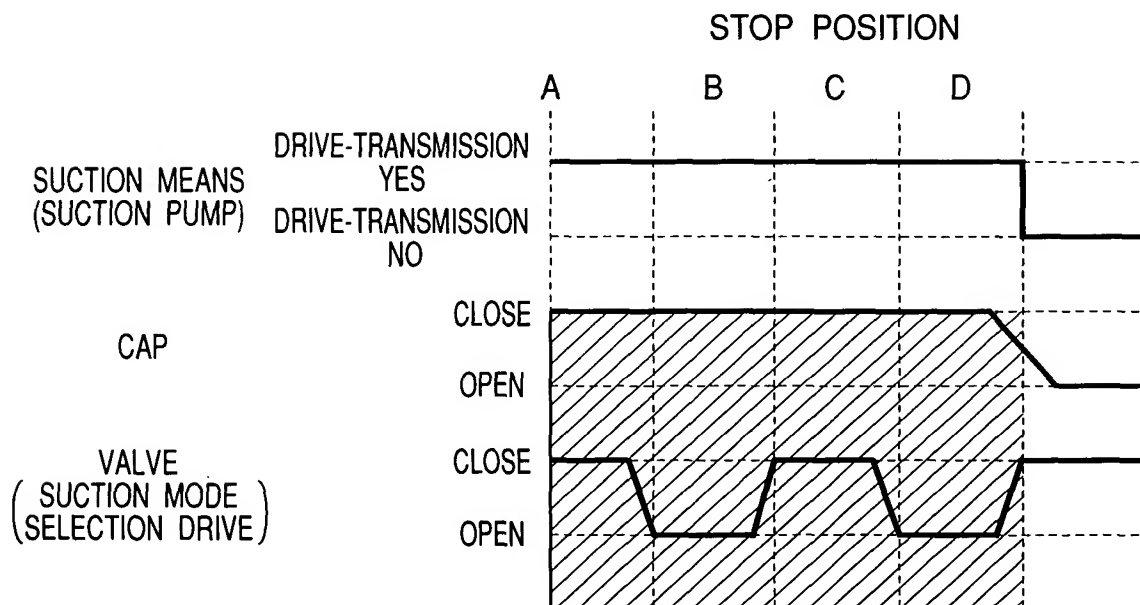 STOP POSITION
A B C D
SUCTION MEANS
(SUCTION PUMP)
DRIVE-TRANSMISSION
YES
DRIVE-TRANSMISSION
NO
CAP
CLOSE
OPEN
VALVE
(SUCTION MODE
SELECTION DRIVE)
CLOSE
OPEN